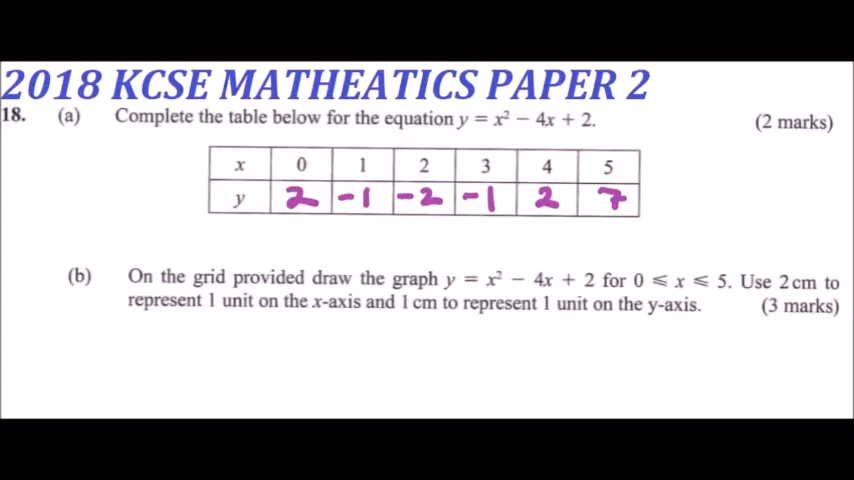 2018 KCSE MATHEATICS PAPER 2
18. (a) Complete the table below for the equation y = x² − 4x + 2. (2 marks)
x 0 1 2 3 4 5
y 2 -1 -2 -1 2 7
(b) On the grid provided draw the graph y = x² − 4x + 2 for 0 ⩽ x ⩽ 5. Use 2 cm to
represent 1 unit on the x-axis and 1 cm to represent 1 unit on the y-axis. (3 marks)